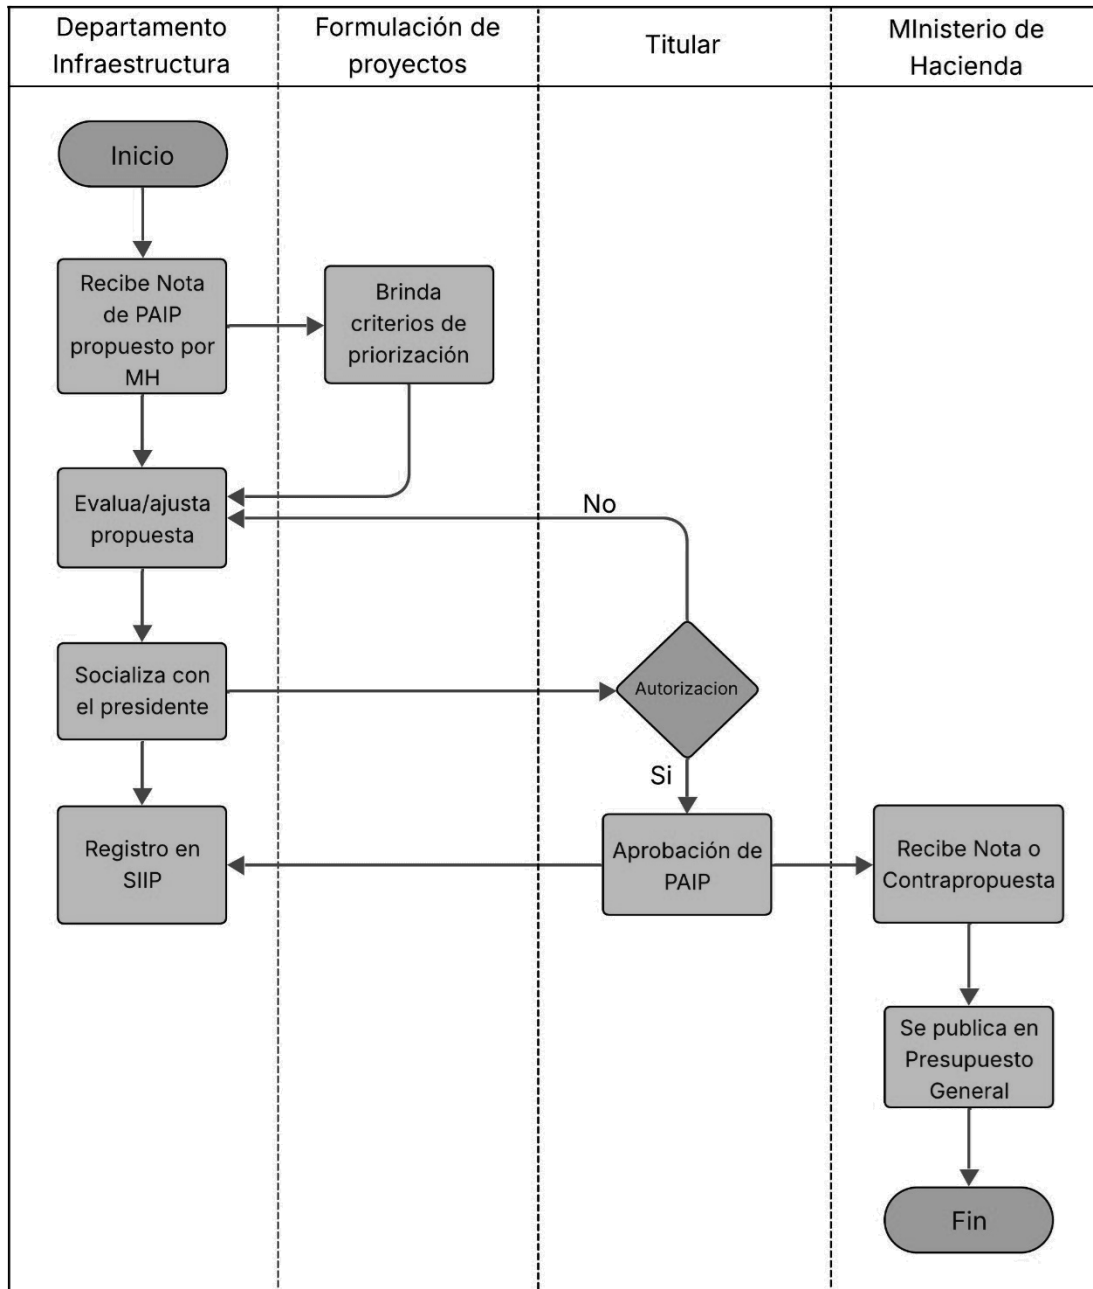 Departamento
Infraestructura
Formulación de
proyectos
Titular
MInisterio de
Hacienda
Inicio
Recibe Nota
de PAIP
propuesto por
MH
Brinda
criterios de
priorización
Evalua/ajusta
propuesta
No
Socializa con
el presidente
Autorizacion
Si
Registro en
SIIP
Aprobación de
PAIP
Recibe Nota o
Contrapropuesta
Se publica en
Presupuesto
General
Fin